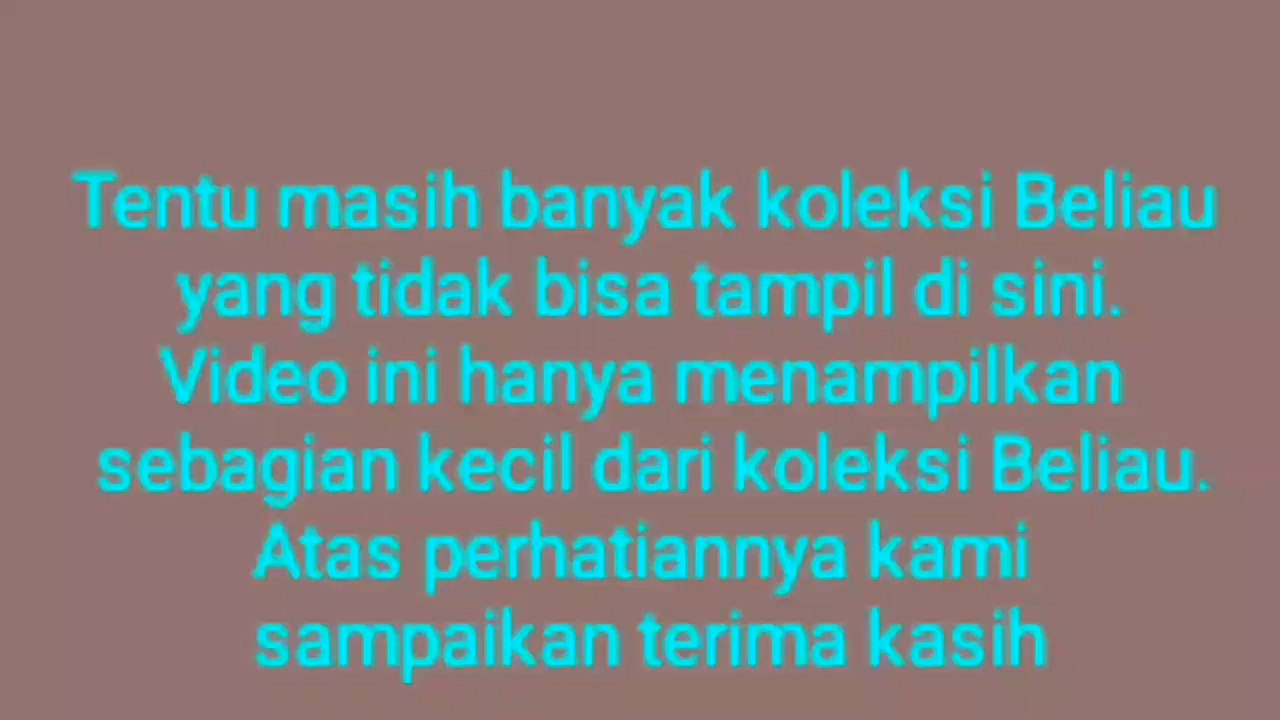 Tentu masih banyak koleksi Beliau
yang tidak bisa tampil di sini.
Video ini hanya menampilkan
sebagian kecil dari koleksi Beliau.
Atas perhatiannya kami
sampaikan terima kasih